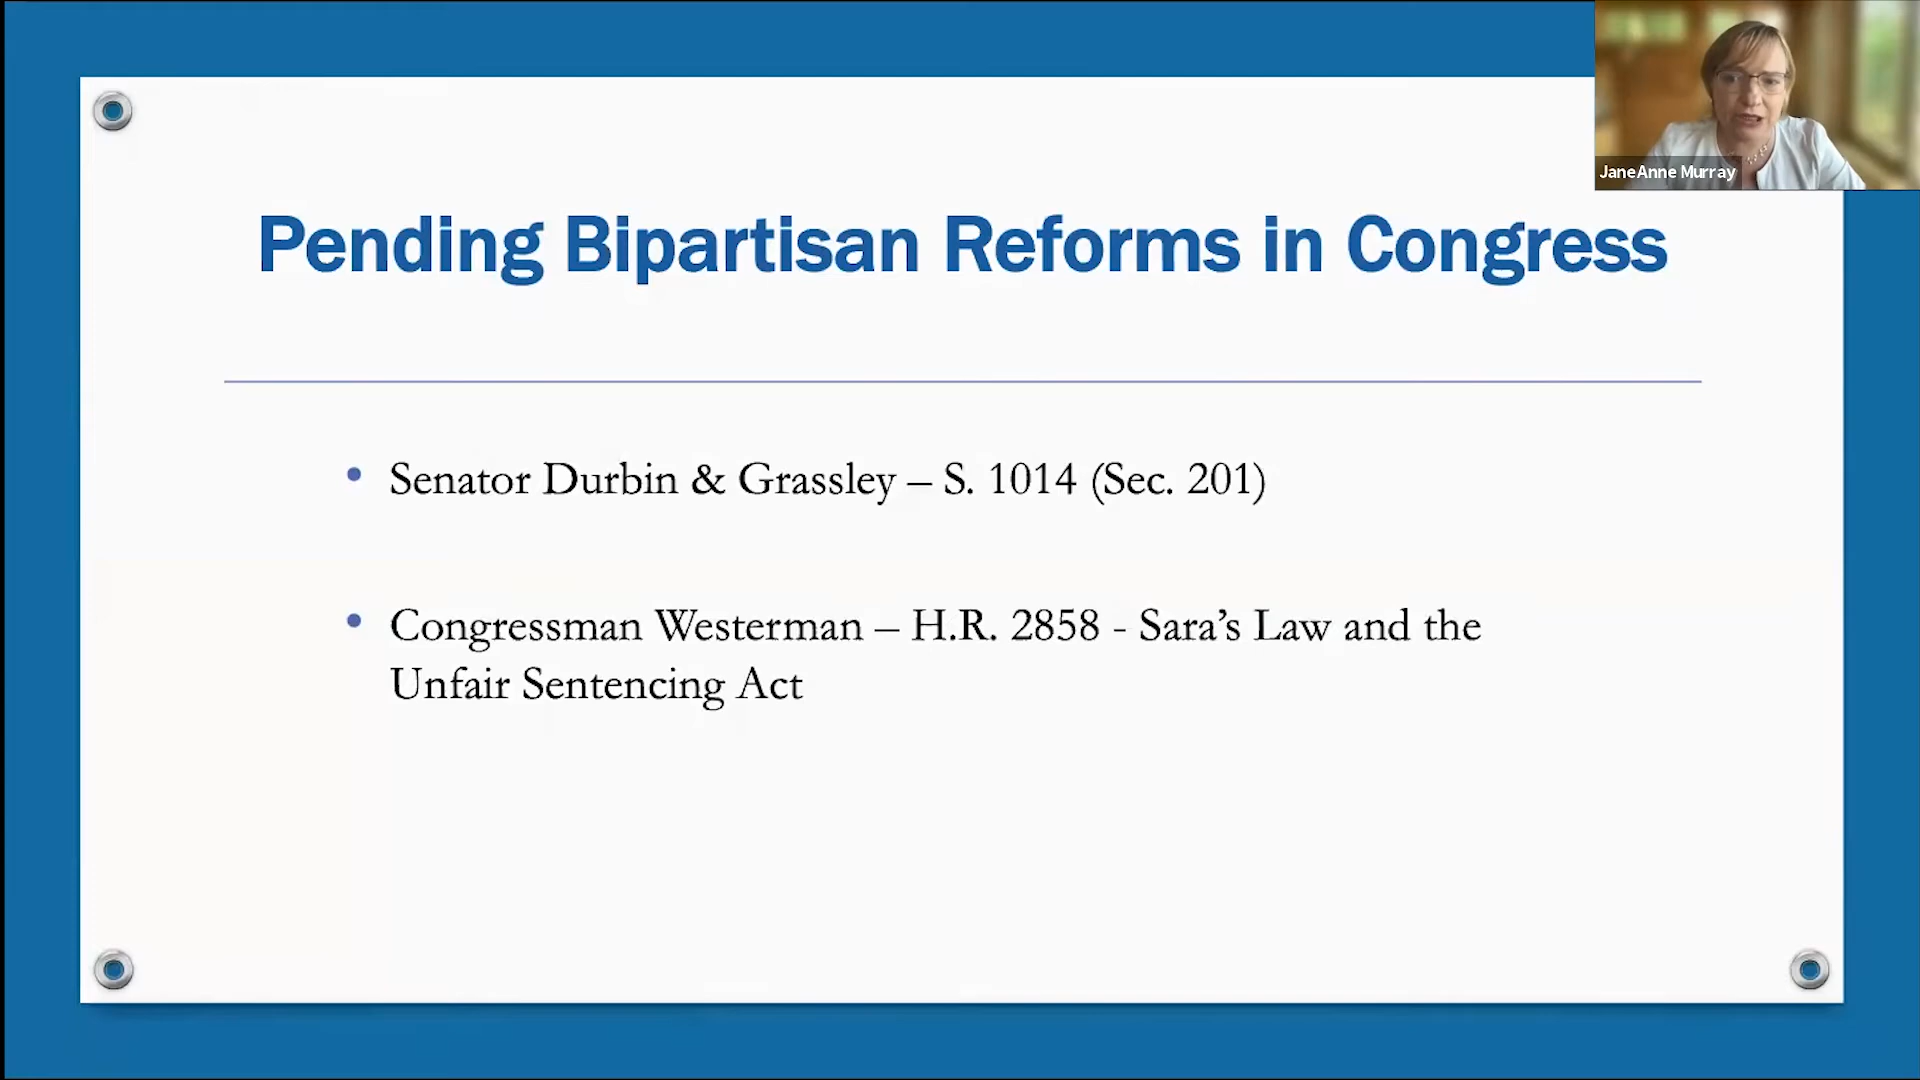 JaneAnne Murray
Pending Bipartisan Reforms in Congress
• Senator Durbin & Grassley – S. 1014 (Sec. 201)
• Congressman Westerman – H.R. 2858 - Sara’s Law and the
Unfair Sentencing Act